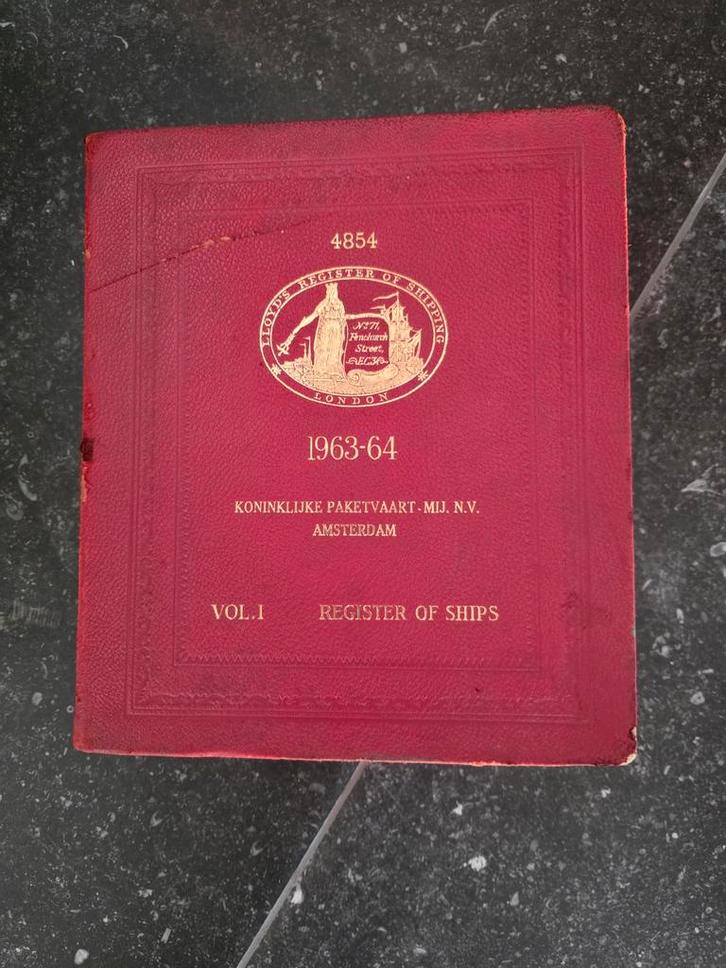 4854
LLOYD'S REGISTER OF SHIPPING
Nº 71,
Fenchurch
Street,
E.C.3
LONDON
1963-64
KONINKLIJKE PAKETVAART-MIJ. N.V.
AMSTERDAM
VOL.I REGISTER OF SHIPS